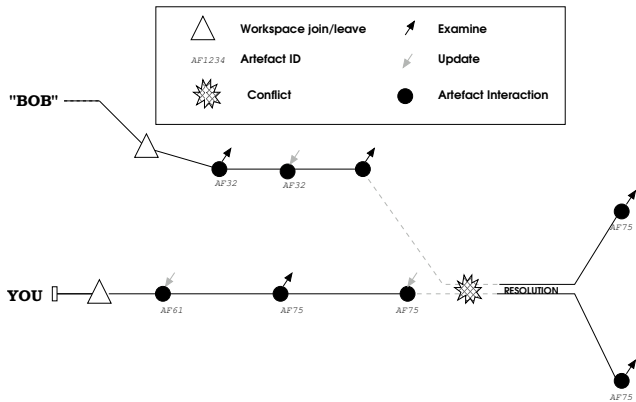 Workspace join/leave
Examine
AF1234
Artefact ID
Update
Conflict
Artefact Interaction
"BOB"
AF32
AF32
AF75
YOU
RESOLUTION
AF61
AF75
AF75
AF75